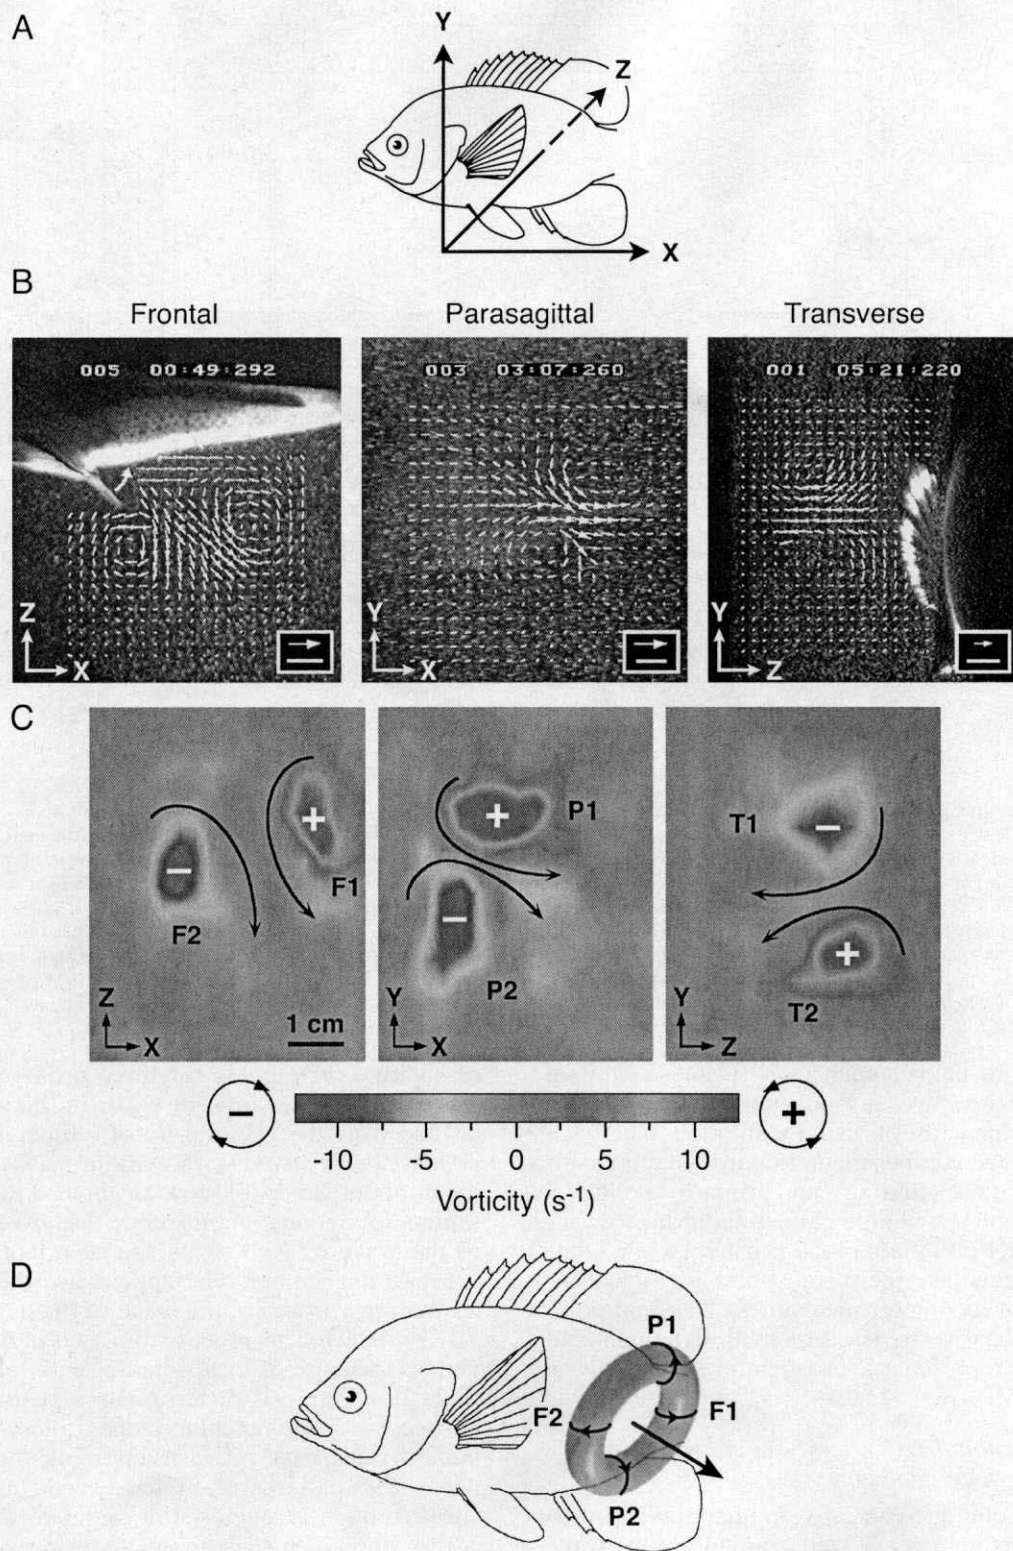 A
Y
Z
X
B
Frontal Parasagittal Transverse
005 00:49:292 003 03:07:260 001 05:21:220
Z Y Y
X X Z
C
+ + T1 −
P1
− F1
F2 − +
P2 T2
Z Y Y
1 cm
X X Z
− +
-10 -5 0 5 10
Vorticity (s⁻¹)
D
P1
F2 F1
P2